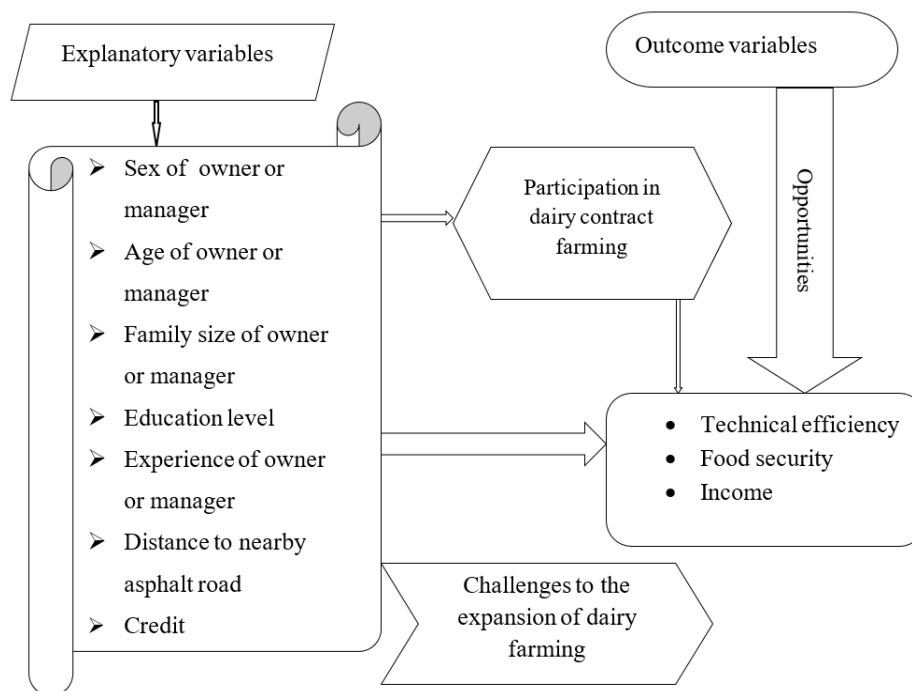 Explanatory variables
Outcome variables
➢ Sex of owner or
manager
➢ Age of owner or
manager
➢ Family size of owner
or manager
➢ Education level
➢ Experience of owner
or manager
➢ Distance to nearby
asphalt road
➢ Credit
Participation in
dairy contract
farming
Opportunities
• Technical efficiency
• Food security
• Income
Challenges to the
expansion of dairy
farming